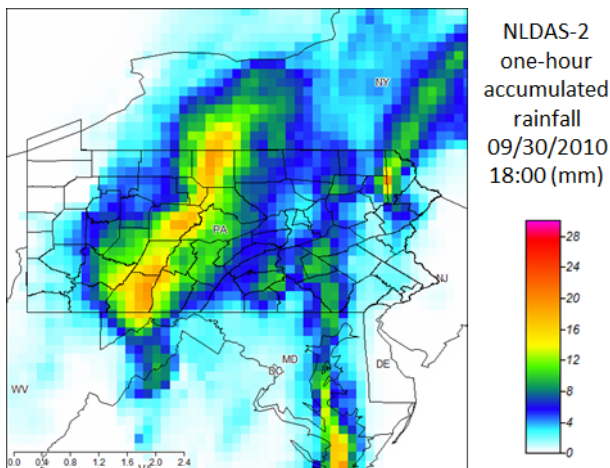 NLDAS-2
one-hour
accumulated
rainfall
09/30/2010
18:00 (mm)
NY
PA
NJ
MD
DE
DC
WV
28
24
20
16
12
8
4
0
0.0 0.4 0.8 1.2 1.6 2.0 2.4